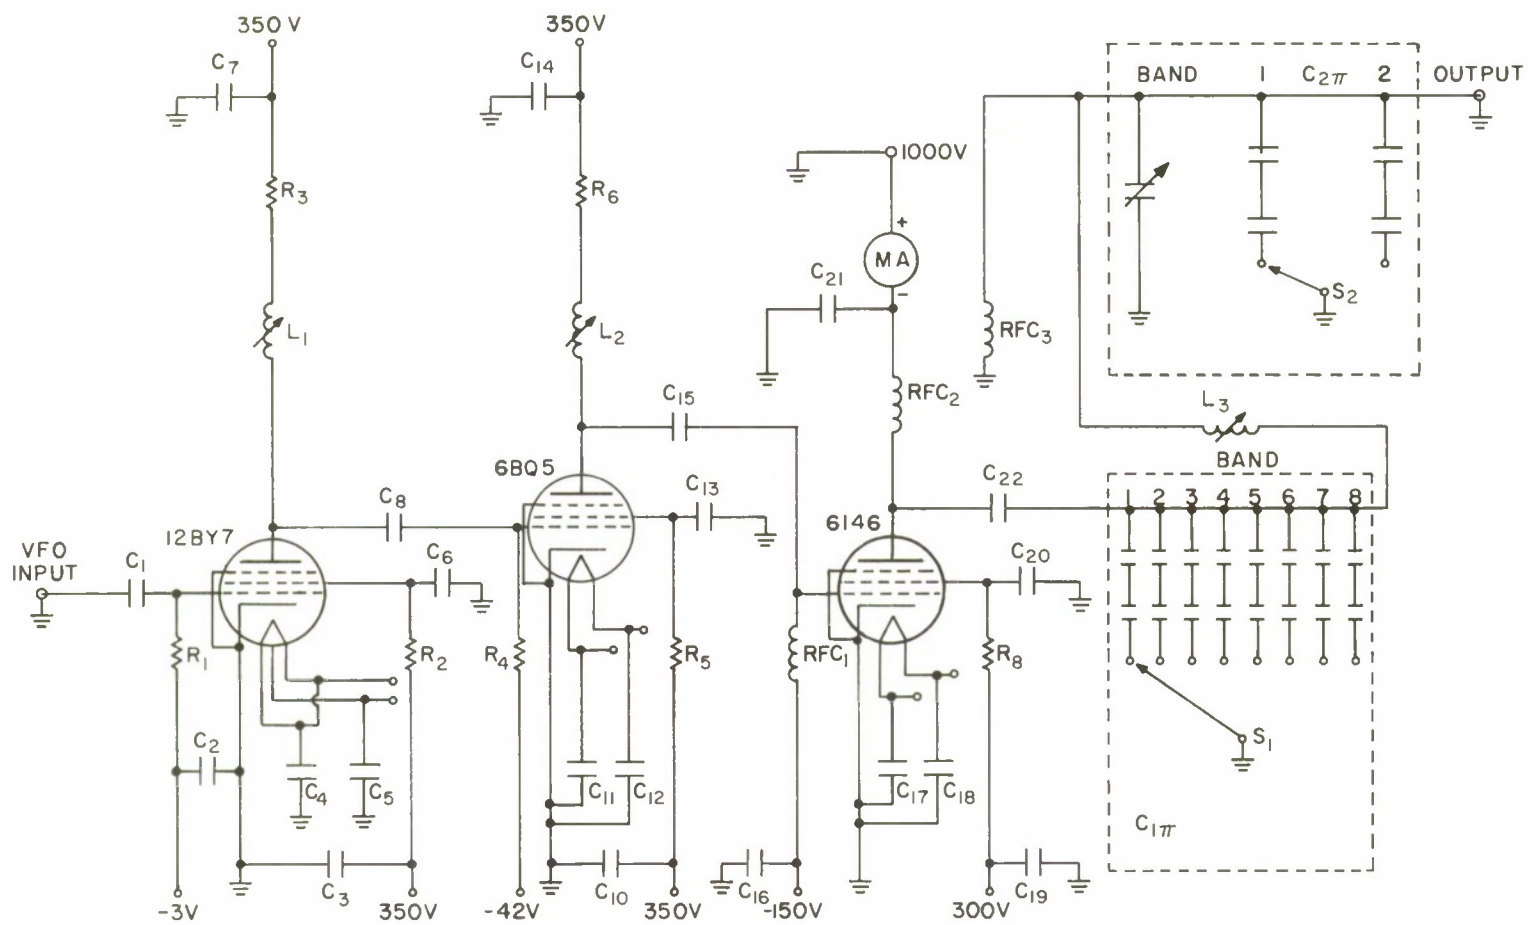 350V
350V
C7
C14
BAND 1 C2π 2 OUTPUT
1000V
R3
R6
+
MA
-
C21
S2
L1
L2
RFC3
RFC2
C15
L3
BAND
6BQ5
C13
C22
1 2 3 4 5 6 7 8
C8
12BY7
6146
VFO
INPUT
C1
C6
C20
R1
R2
R4
R5
RFC1
R8
C2
S1
C4
C5
C11
C12
C17
C18
C1π
C3
C10
C16
C19
-3V
350V
-42V
350V
-150V
300V